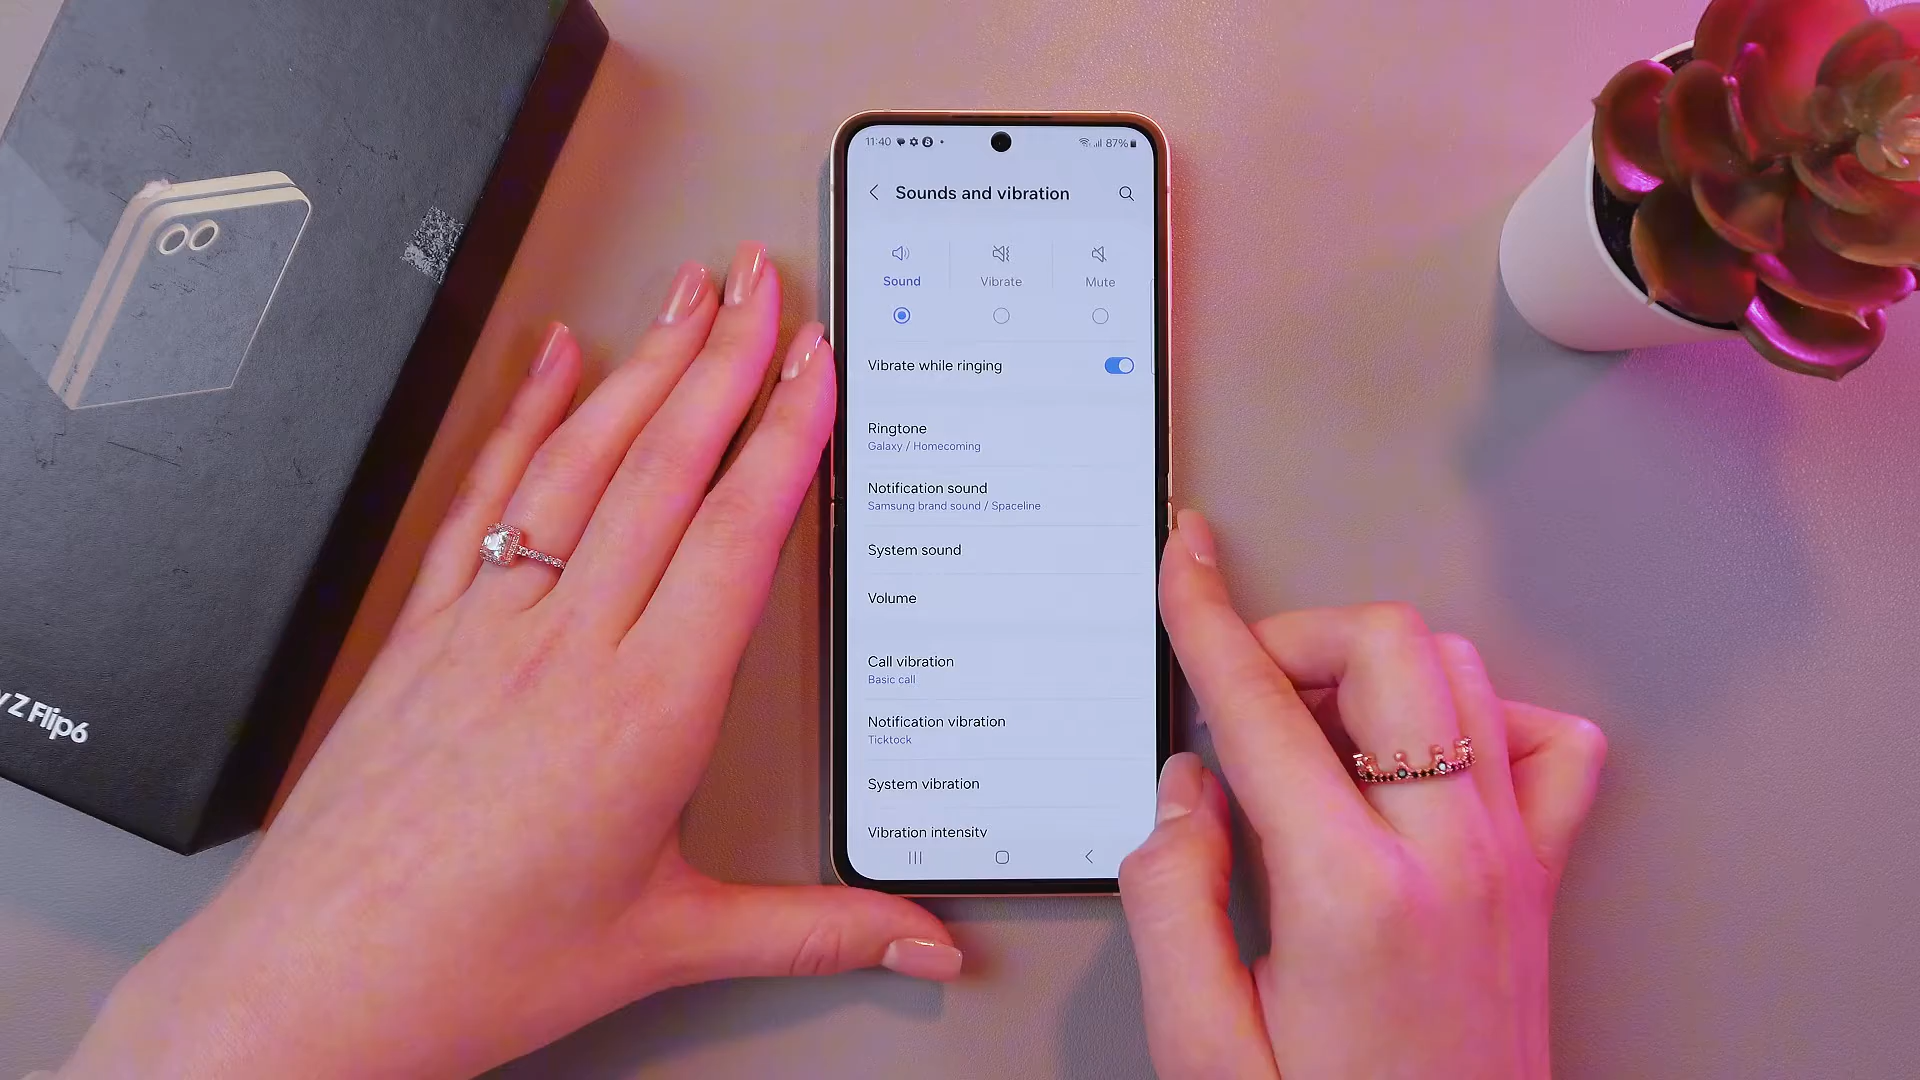 11:40
87%
Sounds and vibration
Sound
Vibrate
Mute
Vibrate while ringing
Ringtone
Galaxy / Homecoming
Notification sound
Samsung brand sound / Spaceline
System sound
Volume
Call vibration
Basic call
Notification vibration
Ticktock
System vibration
Vibration intensity
y Z Flip6